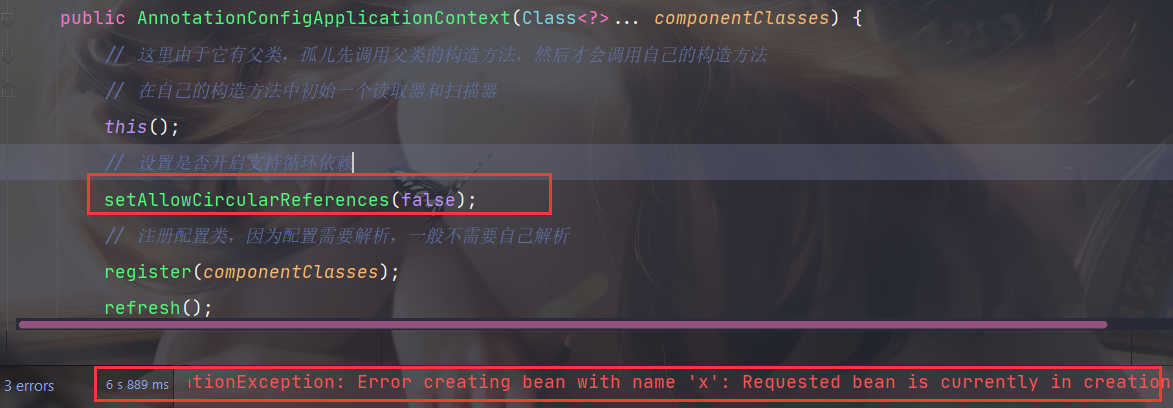 public AnnotationConfigApplicationContext(Class<?>... componentClasses) {
// 这里由于它有父类，孤儿先调用父类的构造方法，然后才会调用自己的构造方法
// 在自己的构造方法中初始一个读取器和扫描器
this();
// 设置是否开启支持循环依赖
setAllowCircularReferences(false);
// 注册配置类，因为配置需要解析，一般不需要自己解析
register(componentClasses);
refresh();
3 errors
6 s 889 ms
tionException: Error creating bean with name 'x': Requested bean is currently in creation